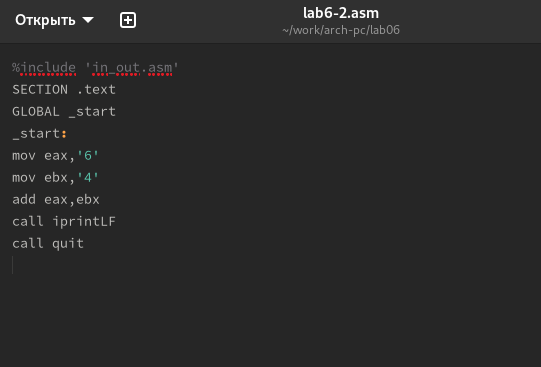 Открыть
lab6-2.asm
~/work/arch-pc/lab06
%include 'in_out.asm'
SECTION .text
GLOBAL _start
_start:
mov eax,'6'
mov ebx,'4'
add eax,ebx
call iprintLF
call quit